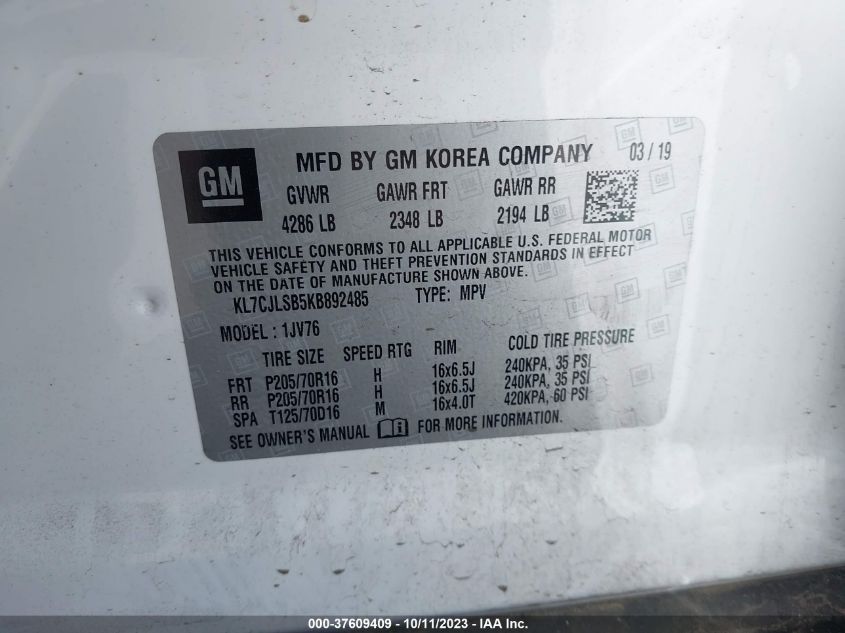 GM
MFD BY GM KOREA COMPANY 03 / 19
GVWR GAWR FRT GAWR RR
4286 LB 2348 LB 2194 LB
THIS VEHICLE CONFORMS TO ALL APPLICABLE U.S. FEDERAL MOTOR
VEHICLE SAFETY AND THEFT PREVENTION STANDARDS IN EFFECT
ON THE DATE OF MANUFACTURE SHOWN ABOVE.
KL7CJLSB5KB892485 TYPE: MPV
MODEL : 1JV76
TIRE SIZE SPEED RTG RIM COLD TIRE PRESSURE
FRT P205/70R16 H 16x6.5J 240KPA, 35 PSI
RR P205/70R16 H 16x6.5J 240KPA, 35 PSI
SPA T125/70D16 M 16x4.0T 420KPA, 60 PSI
SEE OWNER'S MANUAL FOR MORE INFORMATION.
000-37609409 - 10/11/2023 - IAA Inc.